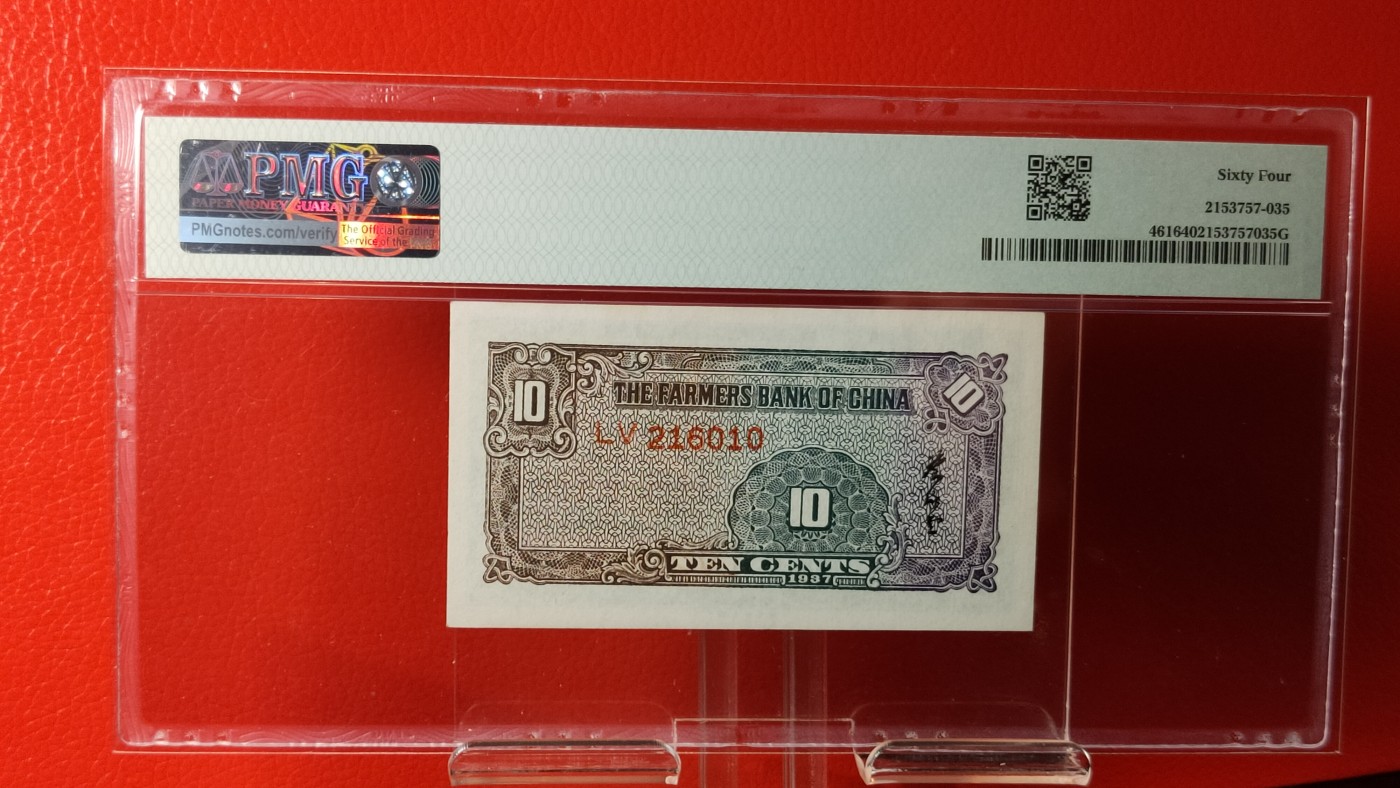 PMG
PAPER MONEY GUARAN
PMGnotes.com/verify
The Official Grading
Service of the
Sixty Four
2153757-035
4616402153757035G
10
THE FARMERS BANK OF CHINA
10
LV 216010
10
TEN CENTS
1937